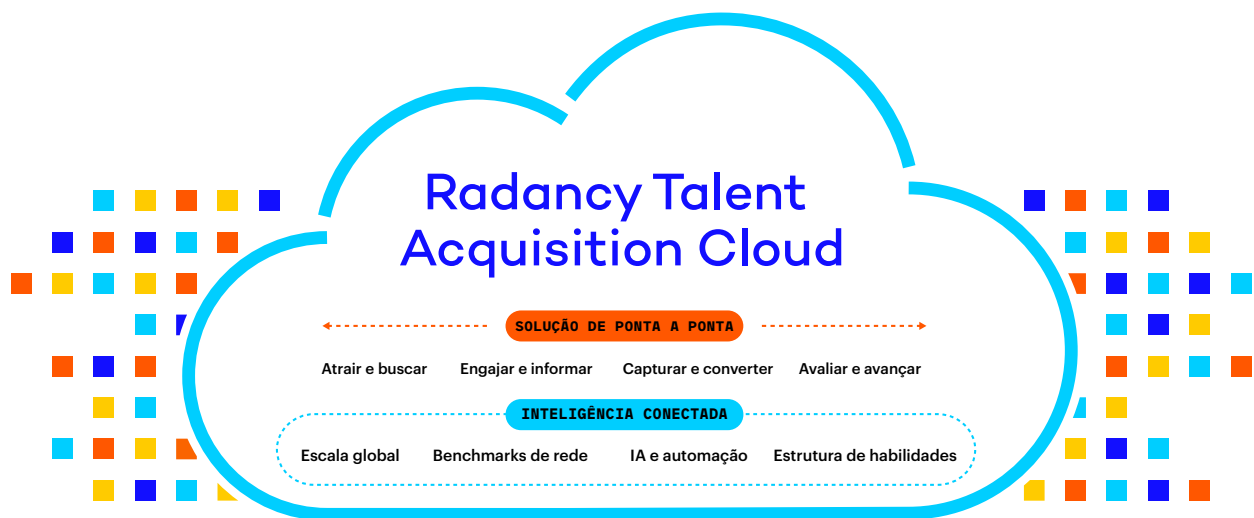 Radancy Talent
Acquisition Cloud
SOLUÇÃO DE PONTA A PONTA
Atrair e buscar Engajar e informar Capturar e converter Avaliar e avançar
INTELIGÊNCIA CONECTADA
Escala global Benchmarks de rede IA e automação Estrutura de habilidades